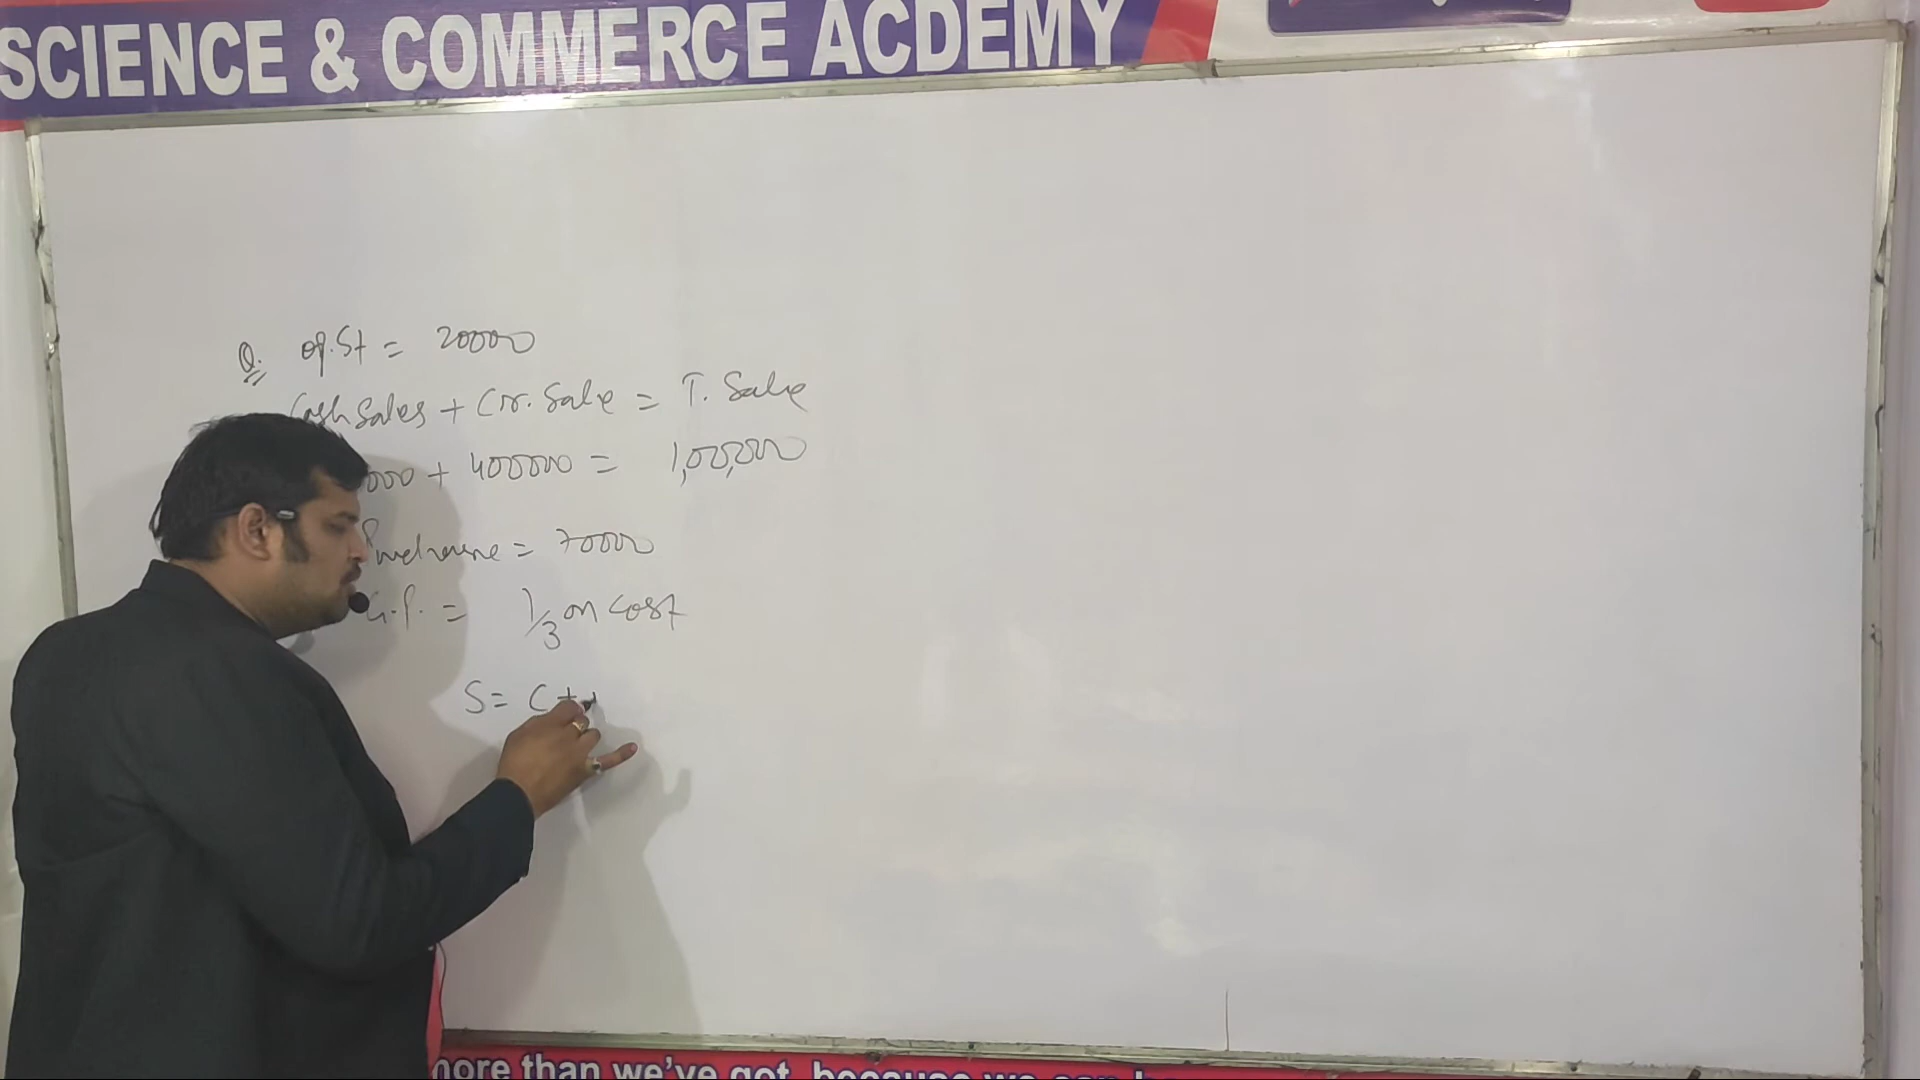 SCIENCE & COMMERCE ACDEMY
Q. op.St = 20000
Cash Sales + Cr. Sale = T. Sale
000 + 400000 = 1,00,000
Purchase = 70000
G.P. = 1/3 on cost
S = C +
more than we've got, because we can